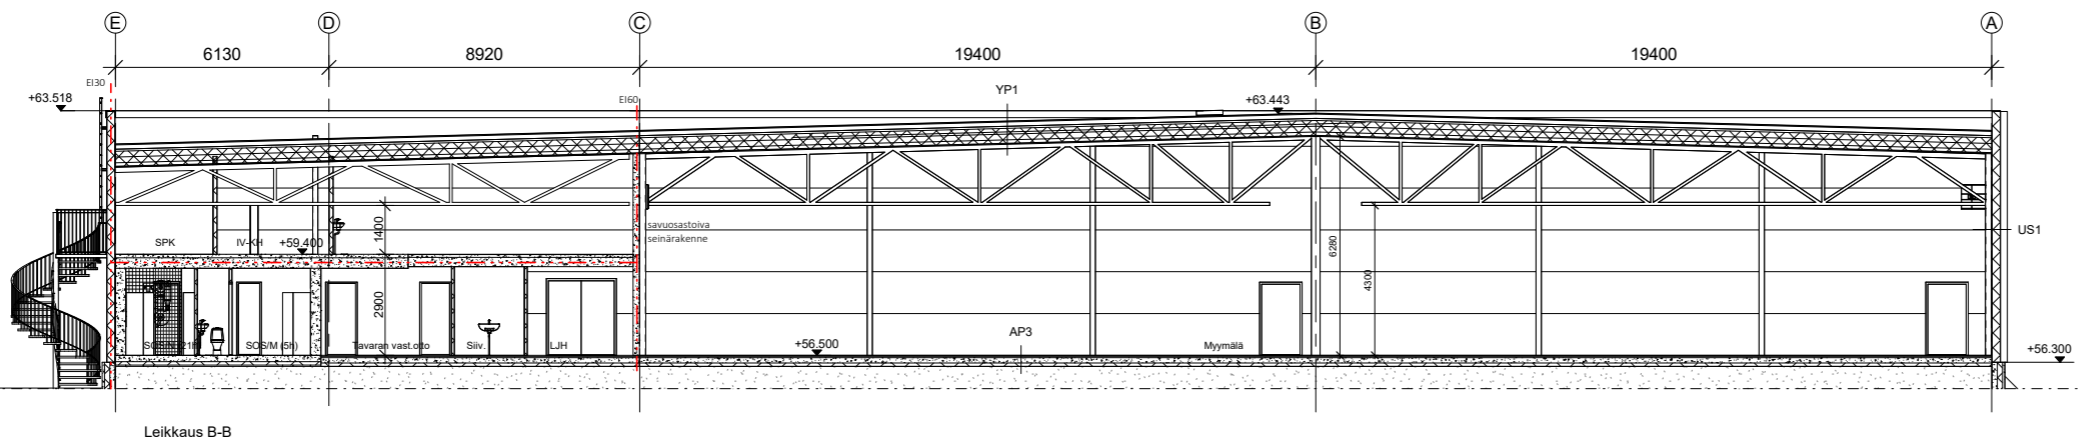 E
D
C
B
A
6130
8920
19400
19400
EI30
EI60
+63.518
YP1
+63.443
savuosastoiva
seinärakenne
US1
SPK
IV-KH
+59.400
1400
6280
4300
2900
SOS/M (5h)
Tavaran vast.otto
Siiv.
LJH
+56.500
AP3
Myymälä
+56.300
Leikkaus B-B